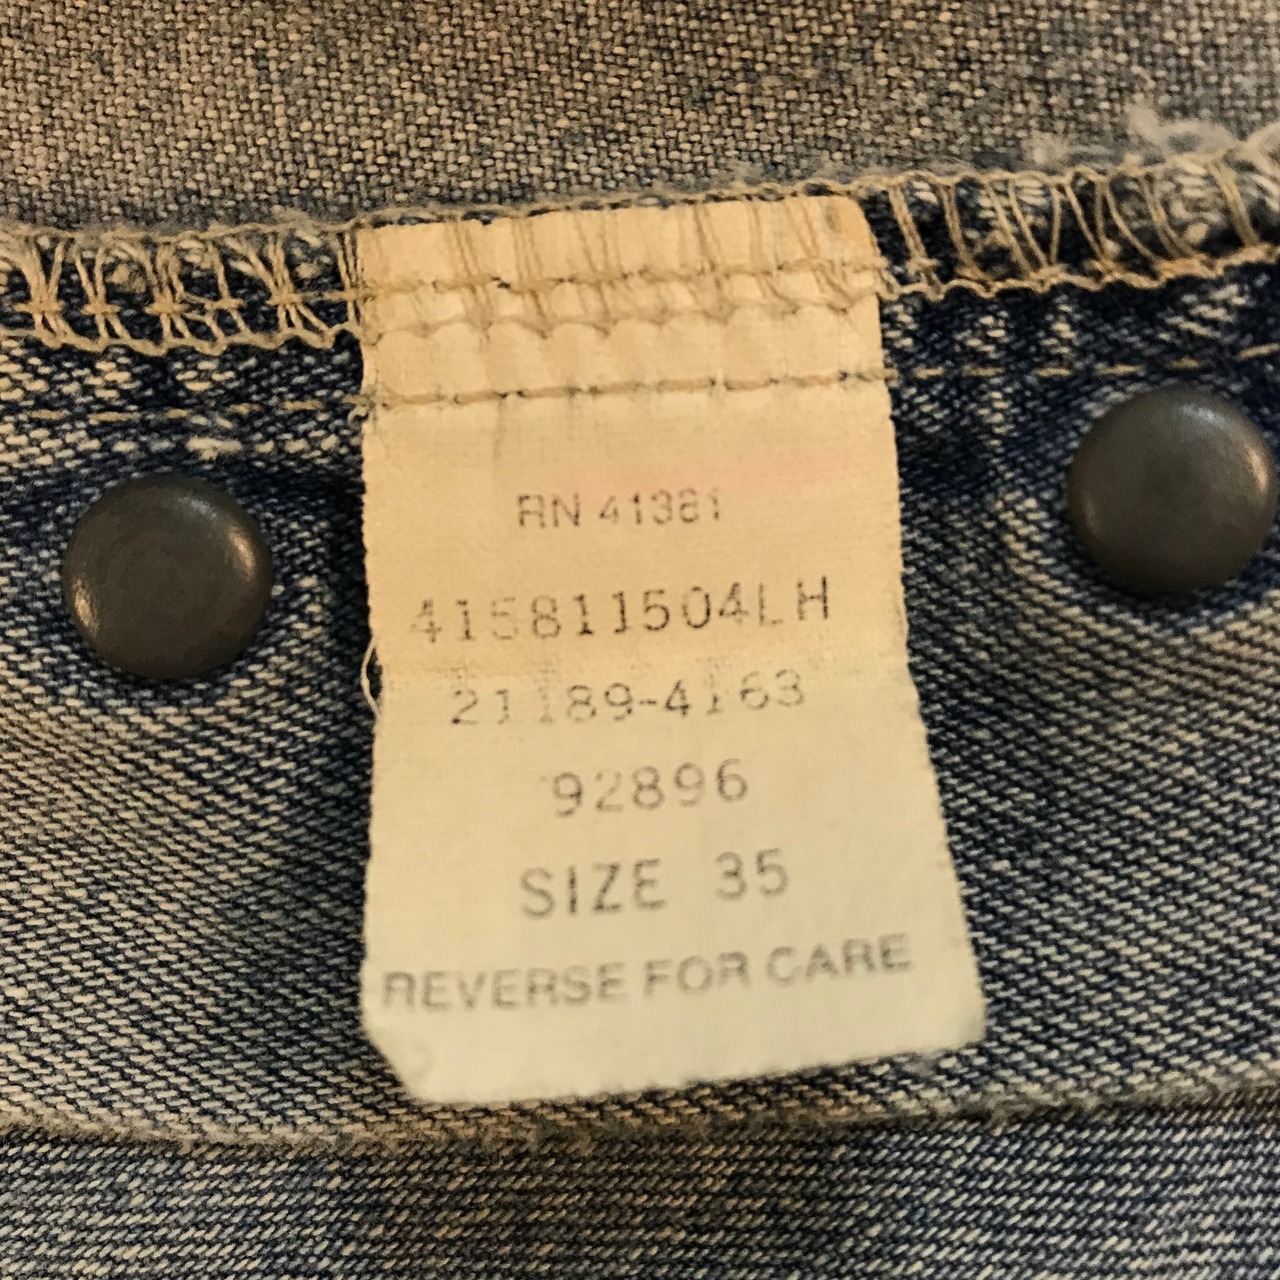 RN 41381
415811504LH
21189-4163
92896
SIZE 35
REVERSE FOR CARE